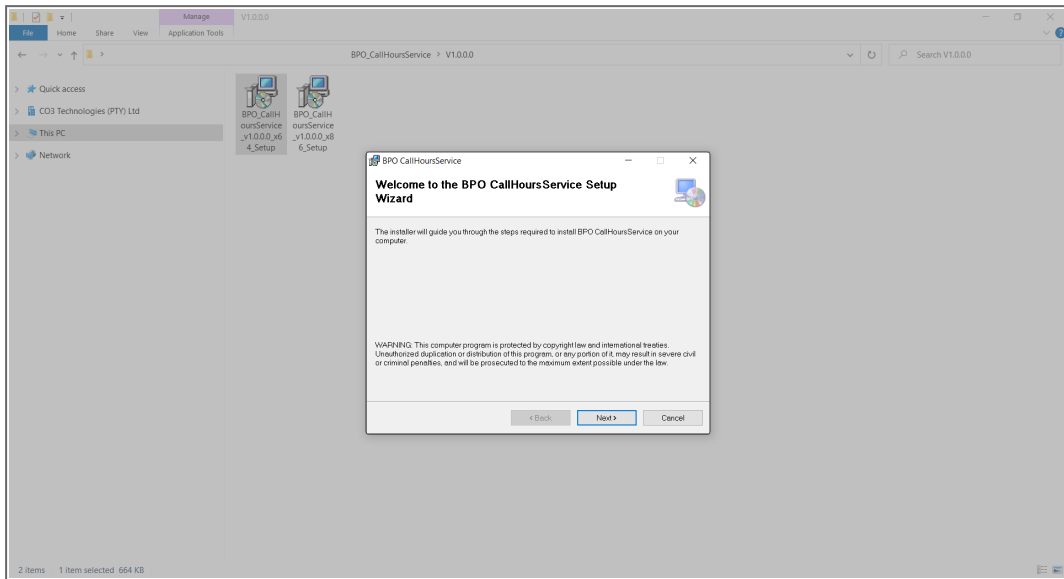 Manage
V1.0.0.0
File
Home
Share
View
Application Tools
BPO_CallHoursService > V1.0.0.0
Search V1.0.0.0
Quick access
CO3 Technologies (PTY) Ltd
This PC
Network
BPO_CallH
oursService
_v1.0.0.0_x6
4_Setup
BPO_CallH
oursService
_v1.0.0.0_x8
6_Setup
BPO CallHoursService
Welcome to the BPO CallHoursService Setup
Wizard
The installer will guide you through the steps required to install BPO CallHoursService on your
computer.
WARNING: This computer program is protected by copyright law and international treaties.
Unauthorized duplication or distribution of this program, or any portion of it, may result in severe civil
or criminal penalties, and will be prosecuted to the maximum extent possible under the law.
< Back
Next >
Cancel
2 items
1 item selected 664 KB